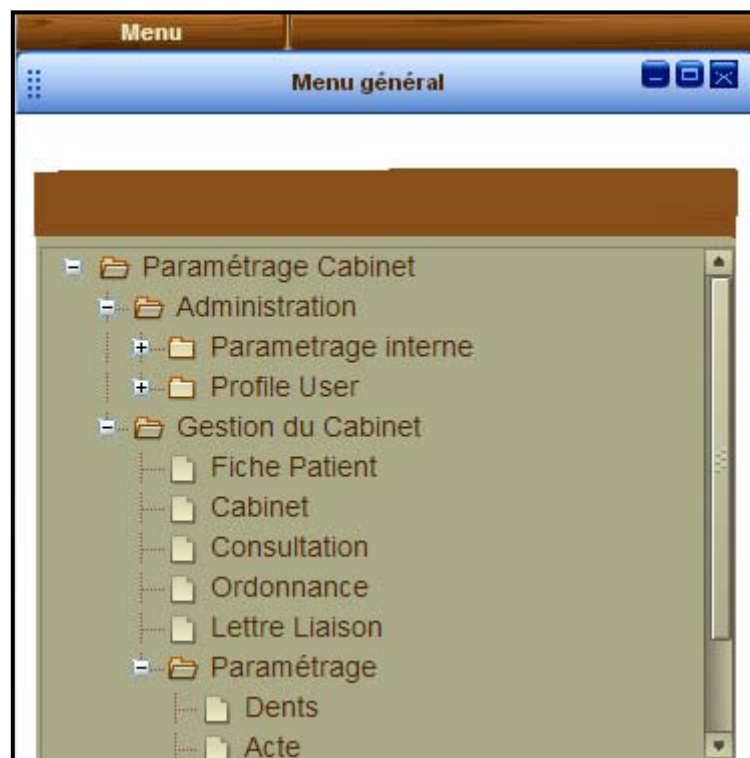 Menu
Menu général
Paramétrage Cabinet
Administration
Parametrage interne
Profile User
Gestion du Cabinet
Fiche Patient
Cabinet
Consultation
Ordonnance
Lettre Liaison
Paramétrage
Dents
Acte